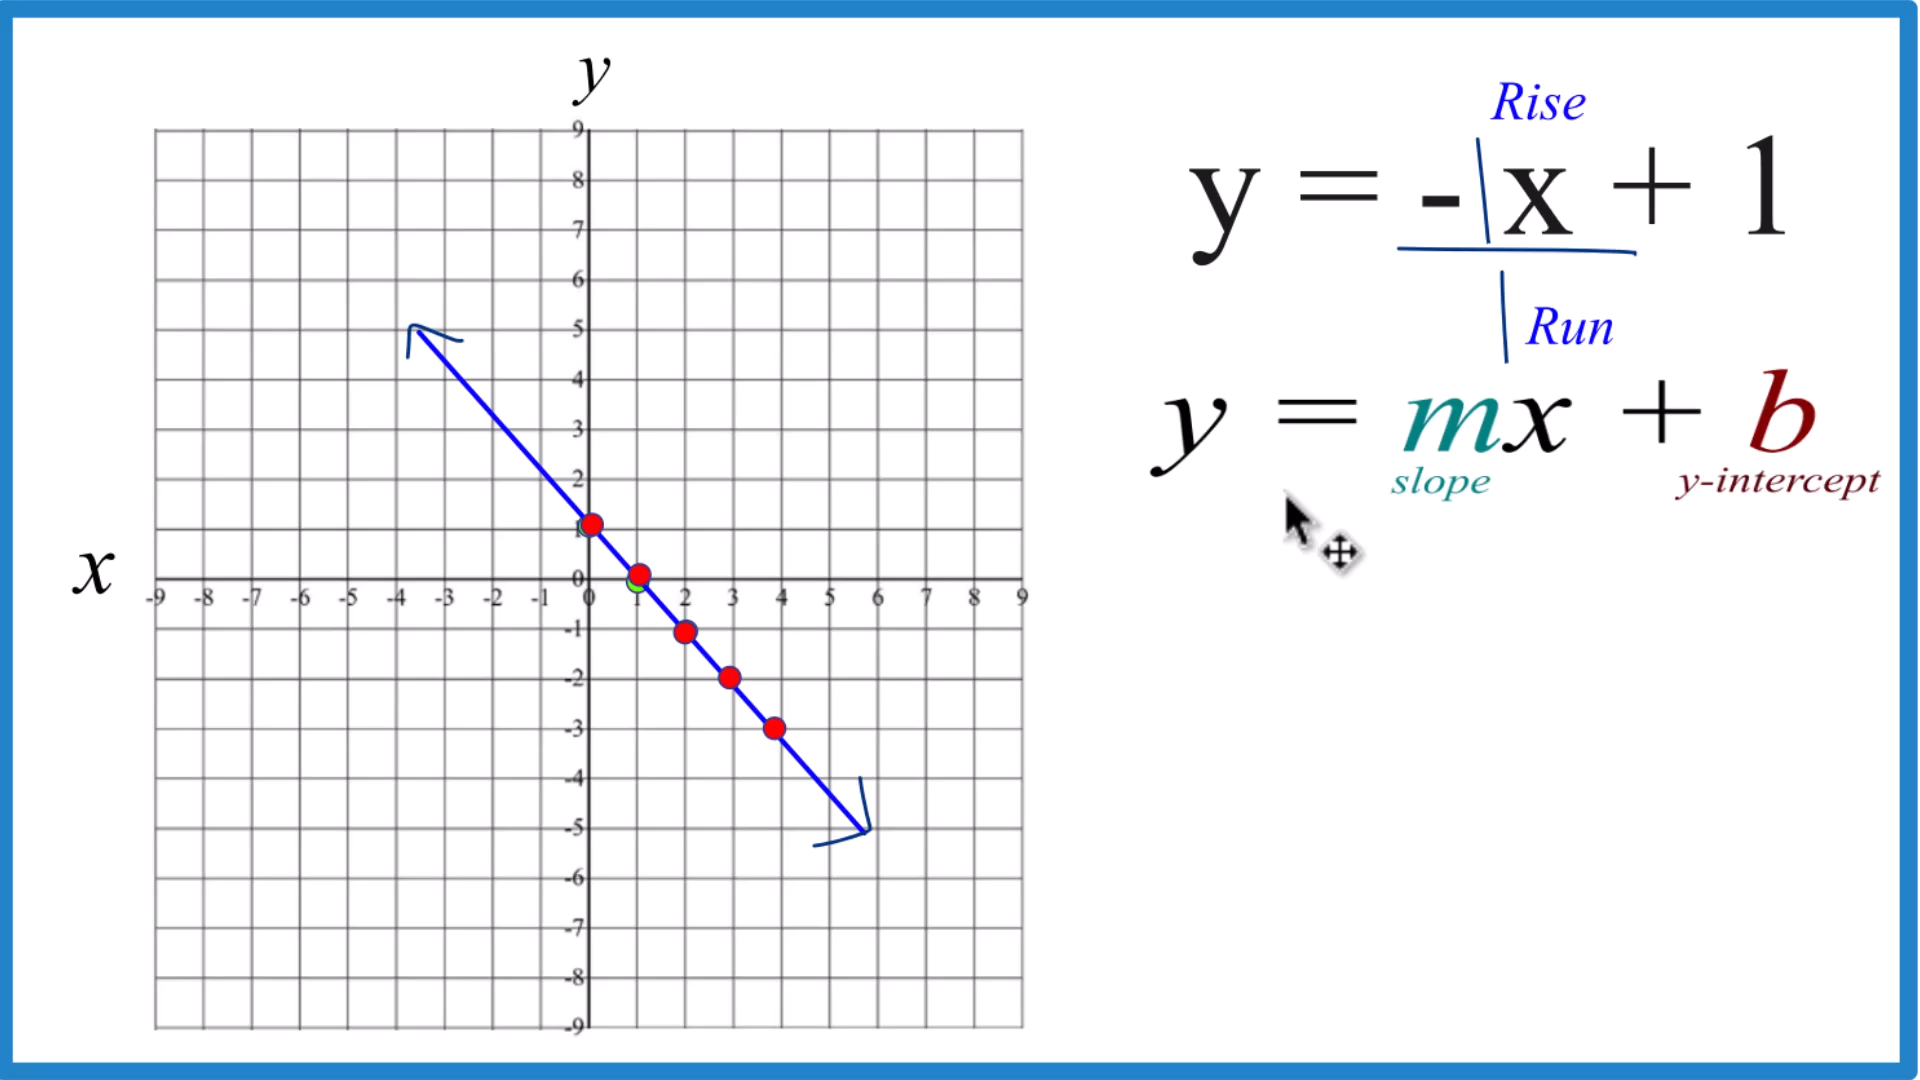 y
9
8
7
6
5
4
3
2
1
x
0
-9 -8 -7 -6 -5 -4 -3 -2 -1 0 1 2 3 4 5 6 7 8 9
-1
-2
-3
-4
-5
-6
-7
-8
-9
Rise
y = -1x + 1
1
Run
y = mx + b
slope y-intercept